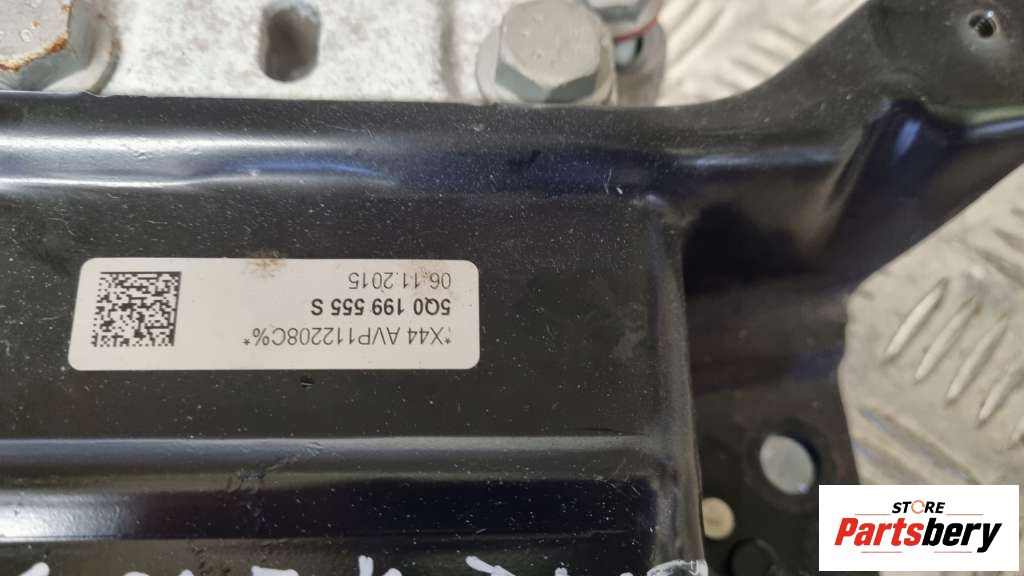 *X44 AVP112208C%*
5Q0 199 555 S
06.11.2015
STORE
Partsbery